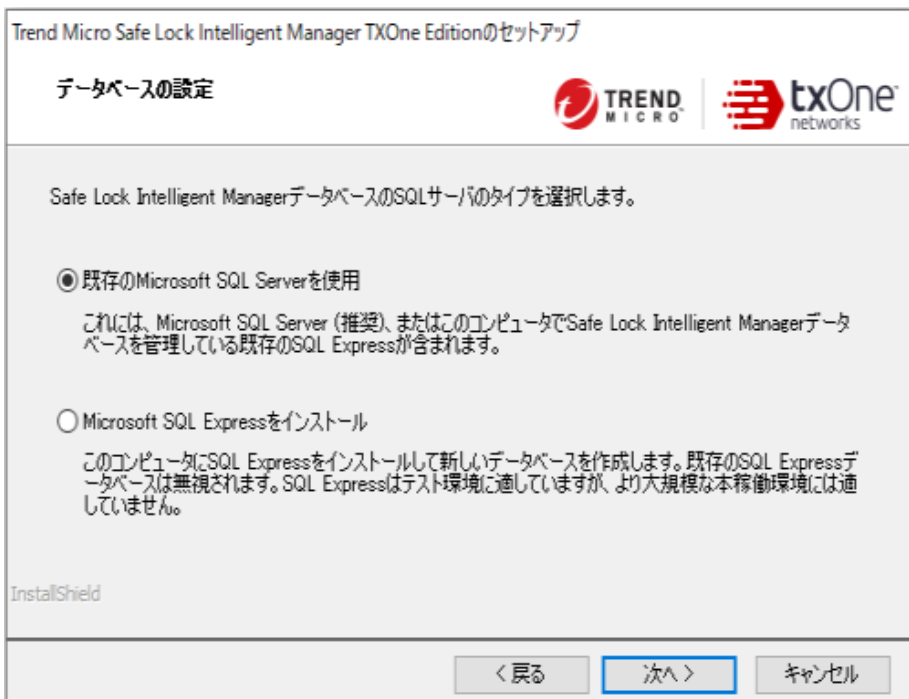 Trend Micro Safe Lock Intelligent Manager TXOne Editionのセットアップ
データベースの設定
TREND
MICRO
txOne
networks
Safe Lock Intelligent ManagerデータベースのSQLサーバのタイプを選択します。
既存のMicrosoft SQL Serverを使用
これには、Microsoft SQL Server (推奨)、またはこのコンピュータでSafe Lock Intelligent Managerデータ
ベースを管理している既存のSQL Expressが含まれます。
Microsoft SQL Expressをインストール
このコンピュータにSQL Expressをインストールして新しいデータベースを作成します。既存のSQL Expressデ
ータベースは無視されます。SQL Expressはテスト環境に適していますが、より大規模な本稼働環境には適
していません。
InstallShield
< 戻る
次へ >
キャンセル